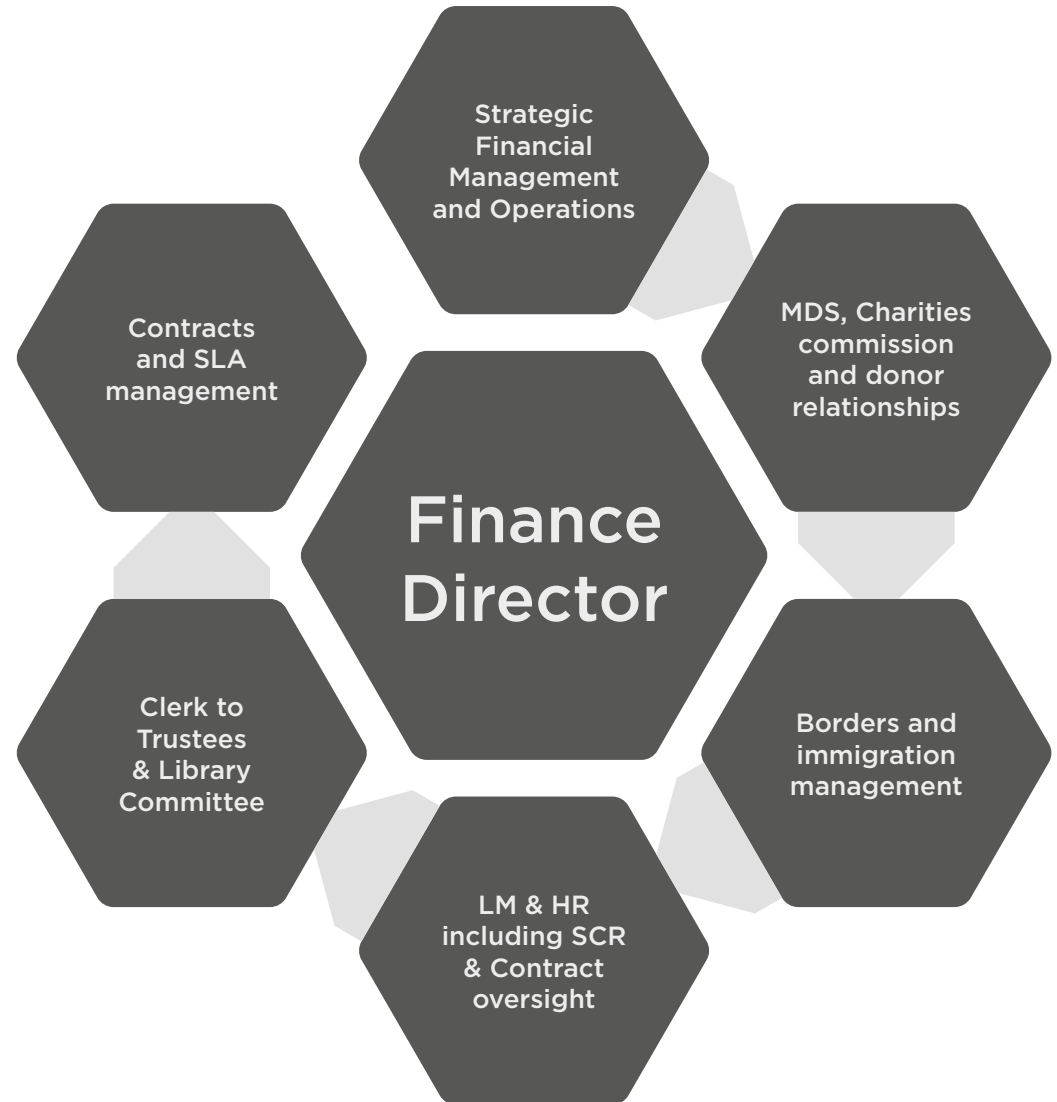 Strategic
Financial
Management
and Operations
MDS, Charities
commission
and donor
relationships
Borders and
immigration
management
LM & HR
including SCR
& Contract
oversight
Clerk to
Trustees
& Library
Committee
Contracts
and SLA
management
Finance
Director